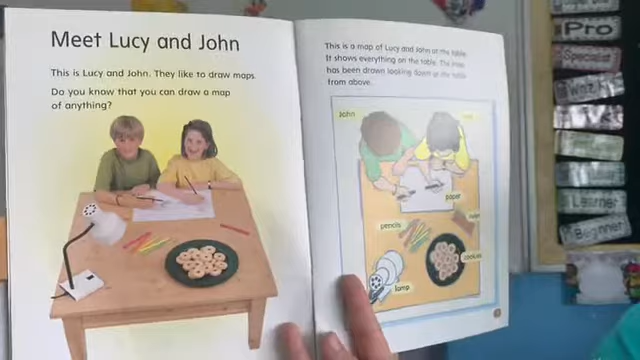 Meet Lucy and John
This is Lucy and John. They like to draw maps.
Do you know that you can draw a map
of anything?
This is a map of Lucy and John at the table.
It shows everything on the table. The map
has been drawn looking down at the table
from above.
John
paper
pencils
ruler
cookies
lamp
Pro
Specialist
Learner
Beginner